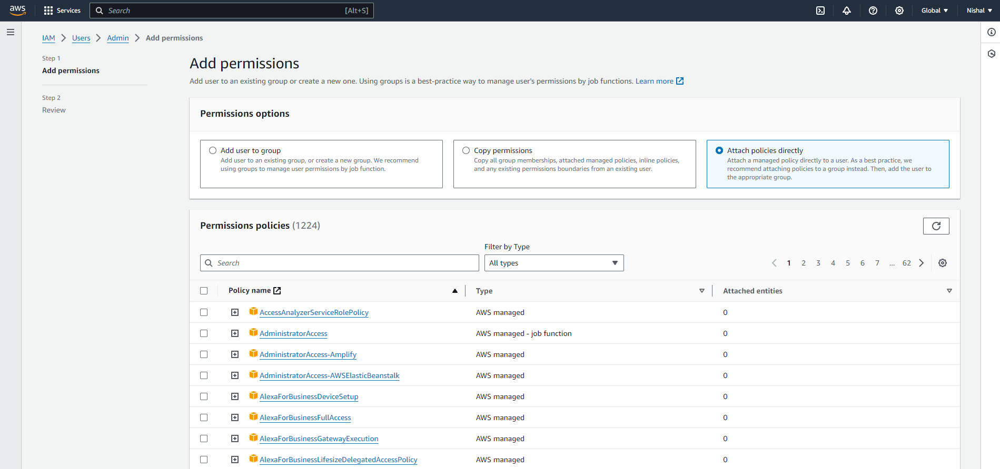 aws Services Search [Alt+S] Global Nishal
IAM Users Admin Add permissions
Step 1
Add permissions
Step 2
Review
Add permissions
Add user to an existing group or create a new one. Using groups is a best-practice way to manage user's permissions by job functions. Learn more
Permissions options
Add user to group
Add user to an existing group, or create a new group. We recommend
using groups to manage user permissions by job function.
Copy permissions
Copy all group memberships, attached managed policies, inline policies,
and any existing permissions boundaries from an existing user.
Attach policies directly
Attach a managed policy directly to a user. As a best practice, we
recommend attaching policies to a group instead. Then, add the user to
the appropriate group.
Permissions policies (1224)
Filter by Type
Search All types 1 2 3 4 5 6 7 ... 62
Policy name Type Attached entities
AccessAnalyzerServiceRolePolicy AWS managed 0
AdministratorAccess AWS managed - job function 0
AdministratorAccess-Amplify AWS managed 0
AdministratorAccess-AWSElasticBeanstalk AWS managed 0
AlexaForBusinessDeviceSetup AWS managed 0
AlexaForBusinessFullAccess AWS managed 0
AlexaForBusinessGatewayExecution AWS managed 0
AlexaForBusinessLifesizeDelegatedAccessPolicy AWS managed 0